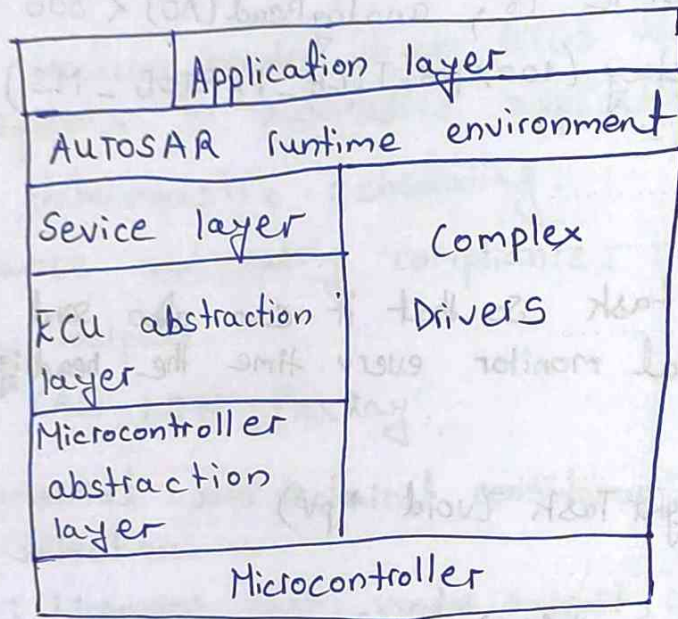 Application layer
AUTOSAR runtime environment
Sevice layer
ECU abstraction
layer
Microcontroller
abstraction
layer
Complex
Drivers
Microcontroller